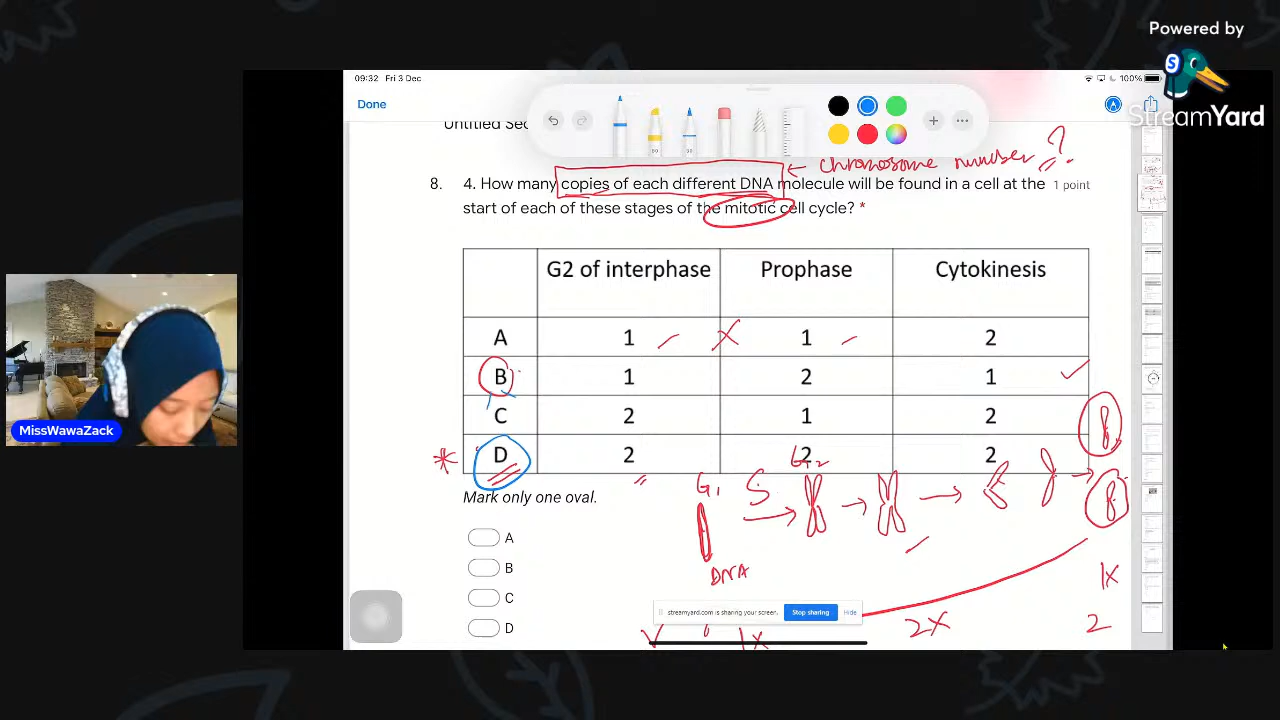 Powered by
StreamYard
09:32 Fri 3 Dec
100%
Done
Untitled Sec
chromosome number?
8. 4. How many copies of each different DNA molecule will be found in a cell at the 1 point
start of each of these stages of the mitotic cell cycle? *
G2 of interphase Prophase Cytokinesis
A 1 1 2
B 1 2 1
C 2 1 2
D 2 2 2
G2
G1 S
Mark only one oval.
A
DNA
B
1x
C
streamyard.com is sharing your screen. Stop sharing Hide
D
1x 2x 2
MissWawaZack